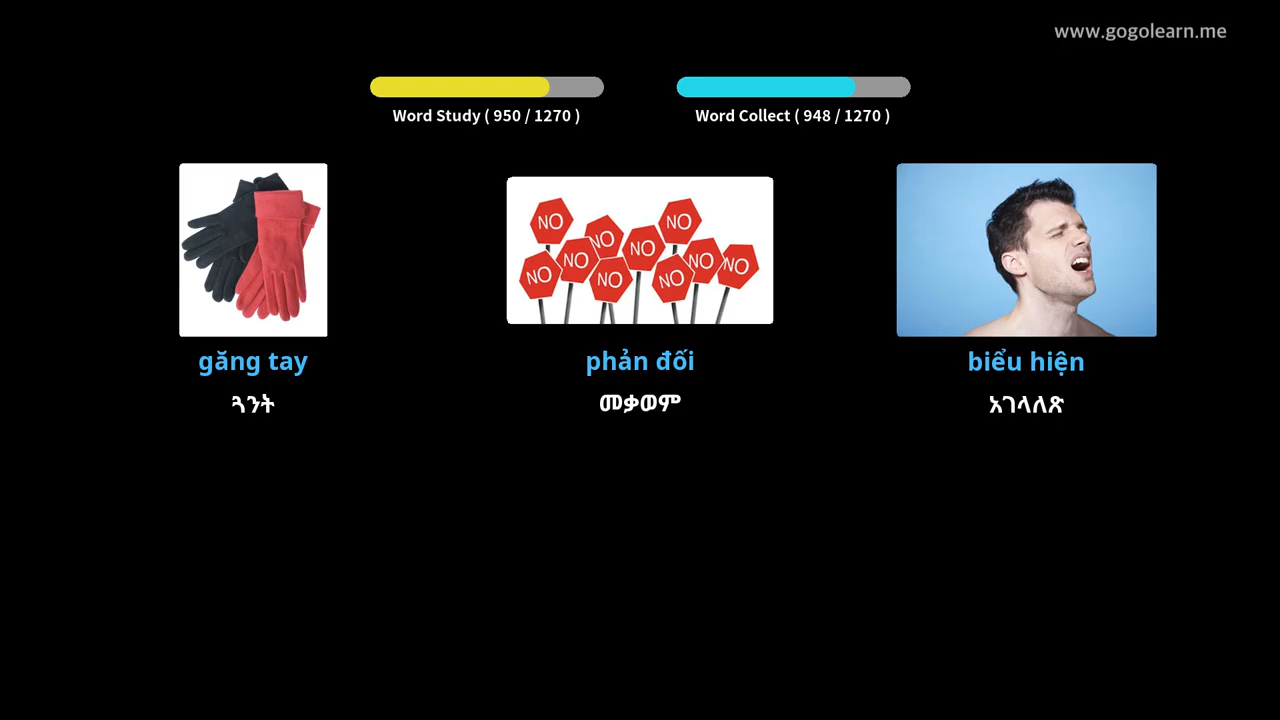 www.gogolearn.me
Word Study ( 950 / 1270 )
Word Collect ( 948 / 1270 )
NO
NO
NO
NO
NO
NO
NO
NO
NO
NO
găng tay
phản đối
biểu hiện
ጓንት
መቃወም
አገላለጽ